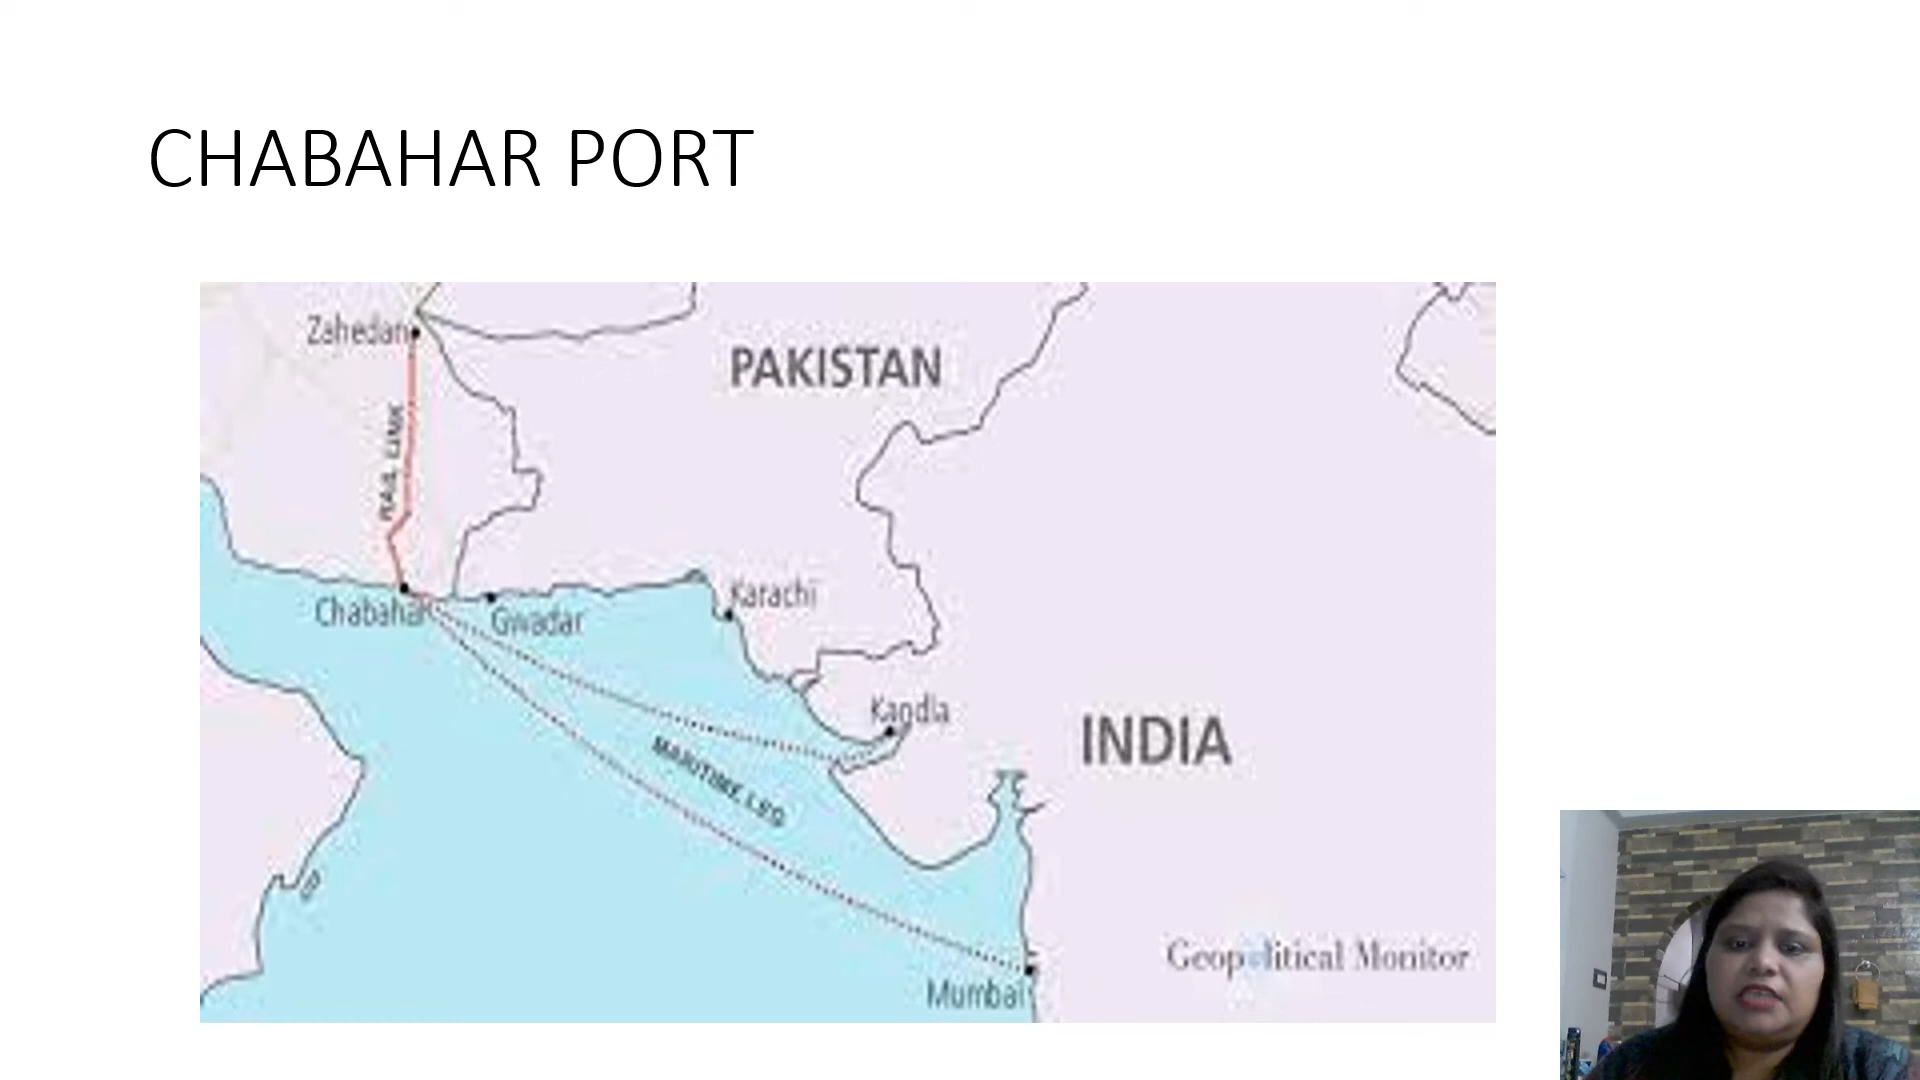 CHABAHAR PORT
Zahedan
PAKISTAN
RAIL LINK
Chabahar
Gwadar
Karachi
Kandla
MARITIME LEG
INDIA
Geopolitical Monitor
Mumbai